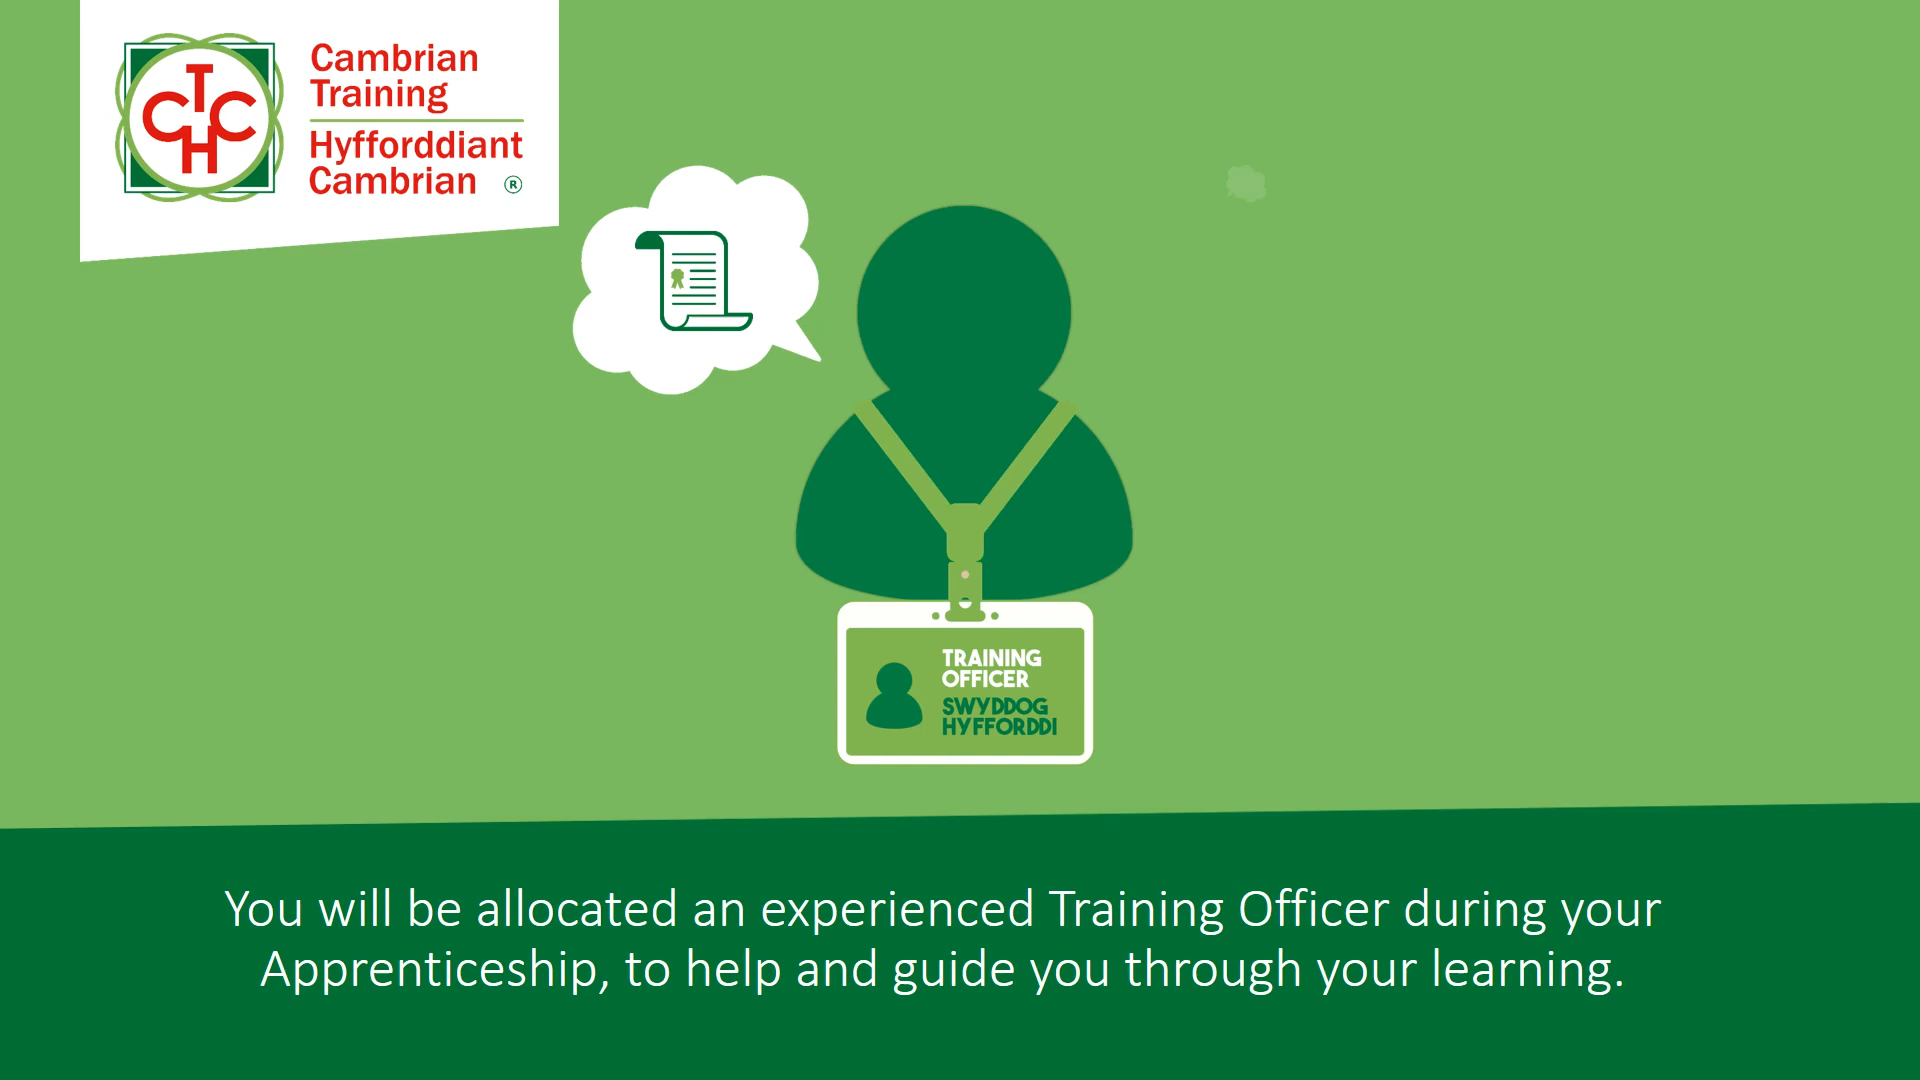 CTCH
Cambrian
Training
Hyfforddiant
Cambrian ®
TRAINING
OFFICER
SWYDDOG
HYFFORDDI
You will be allocated an experienced Training Officer during your
Apprenticeship, to help and guide you through your learning.